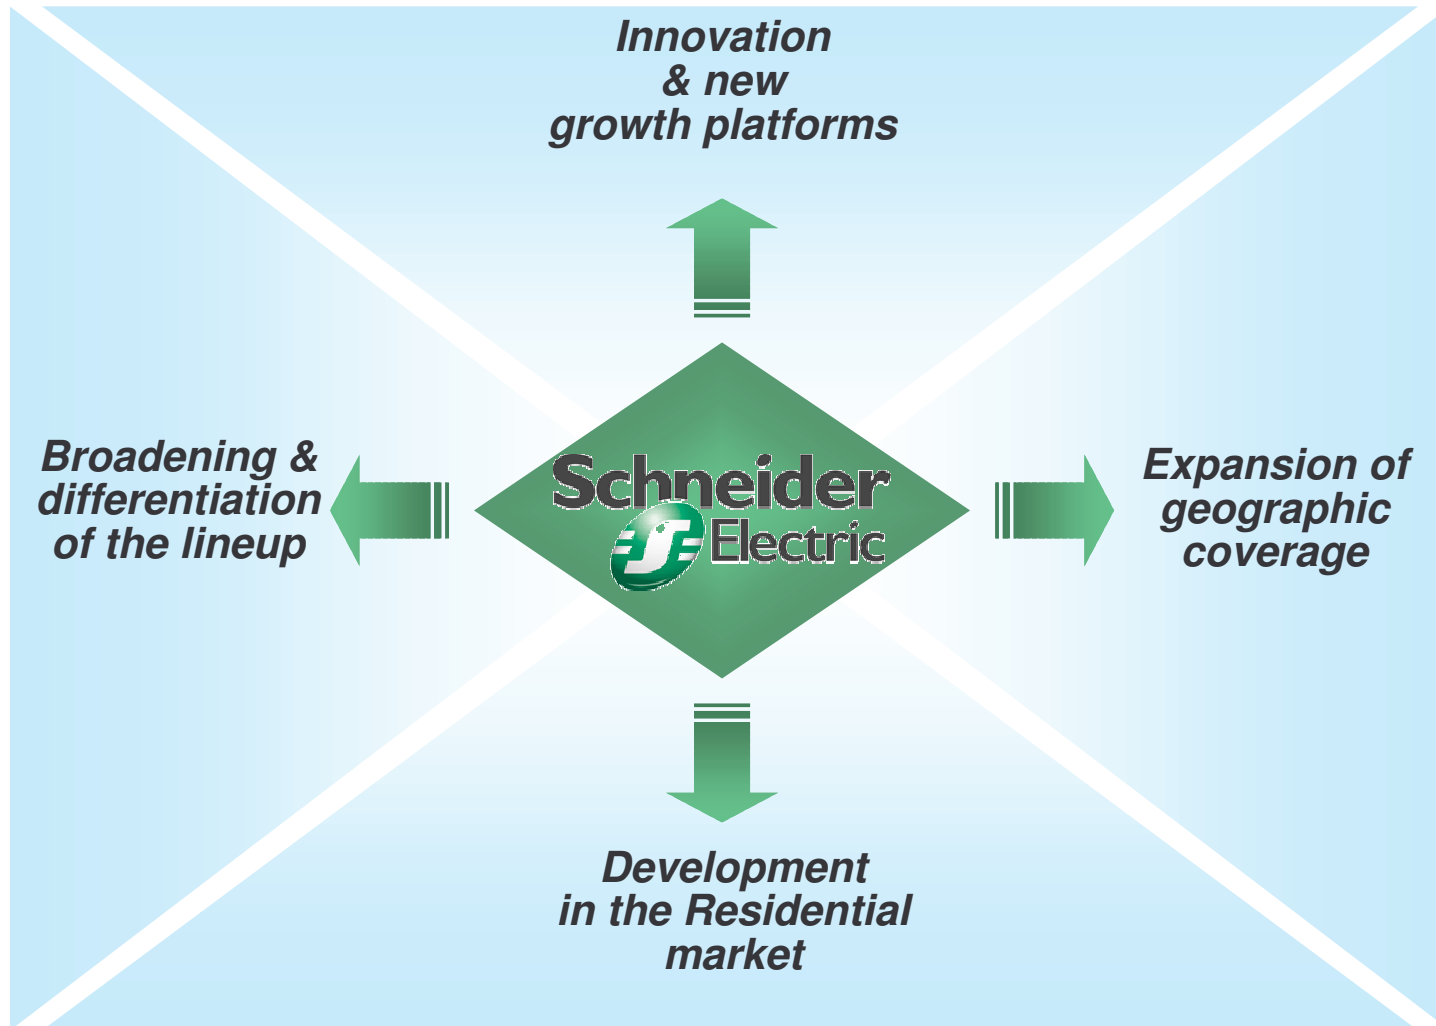 Innovation
& new
growth platforms
Broadening &
differentiation
of the lineup
Schneider
Electric
Expansion of
geographic
coverage
Development
in the Residential
market